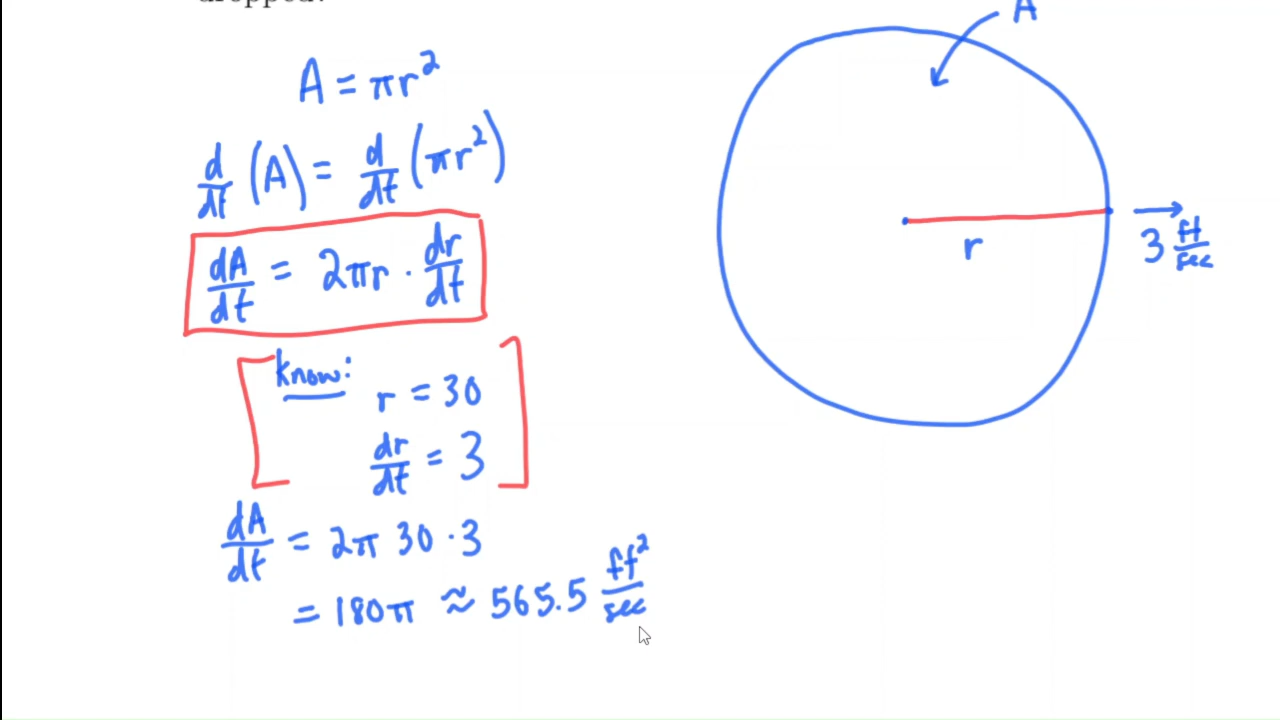 dropped?
A = πr²
d/dt (A) = d/dt (πr²)
dA/dt = 2πr · dr/dt
know:
r = 30
dr/dt = 3
dA/dt = 2π 30 · 3
= 180π ≈ 565.5 ft²/sec
A
r
3 ft/sec